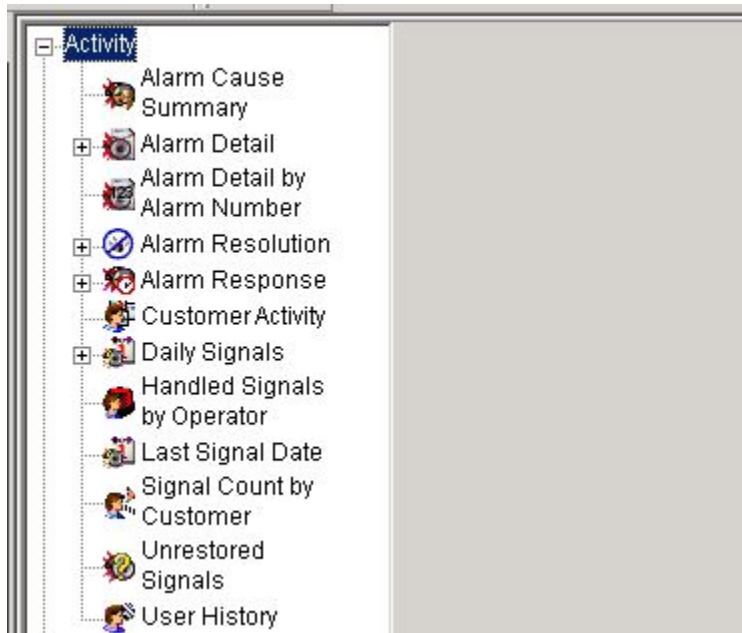 Activity
Alarm Cause
Summary
Alarm Detail
Alarm Detail by
Alarm Number
Alarm Resolution
Alarm Response
Customer Activity
Daily Signals
Handled Signals
by Operator
Last Signal Date
Signal Count by
Customer
Unrestored
Signals
User History